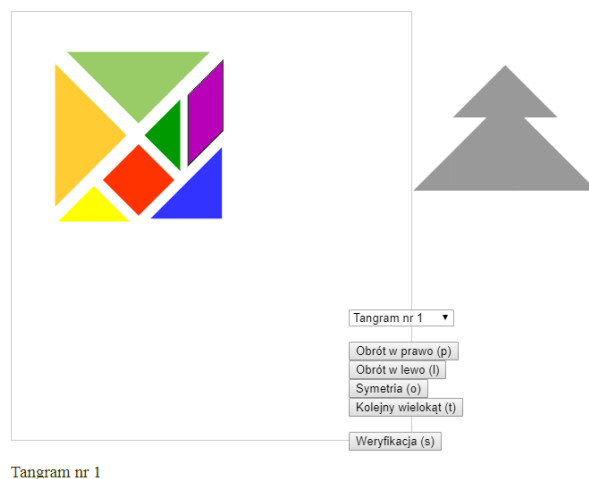 Tangram nr 1
Obrót w prawo (p)
Obrót w lewo (l)
Symetria (o)
Kolejny wielokąt (t)
Weryfikacja (s)
Tangram nr 1